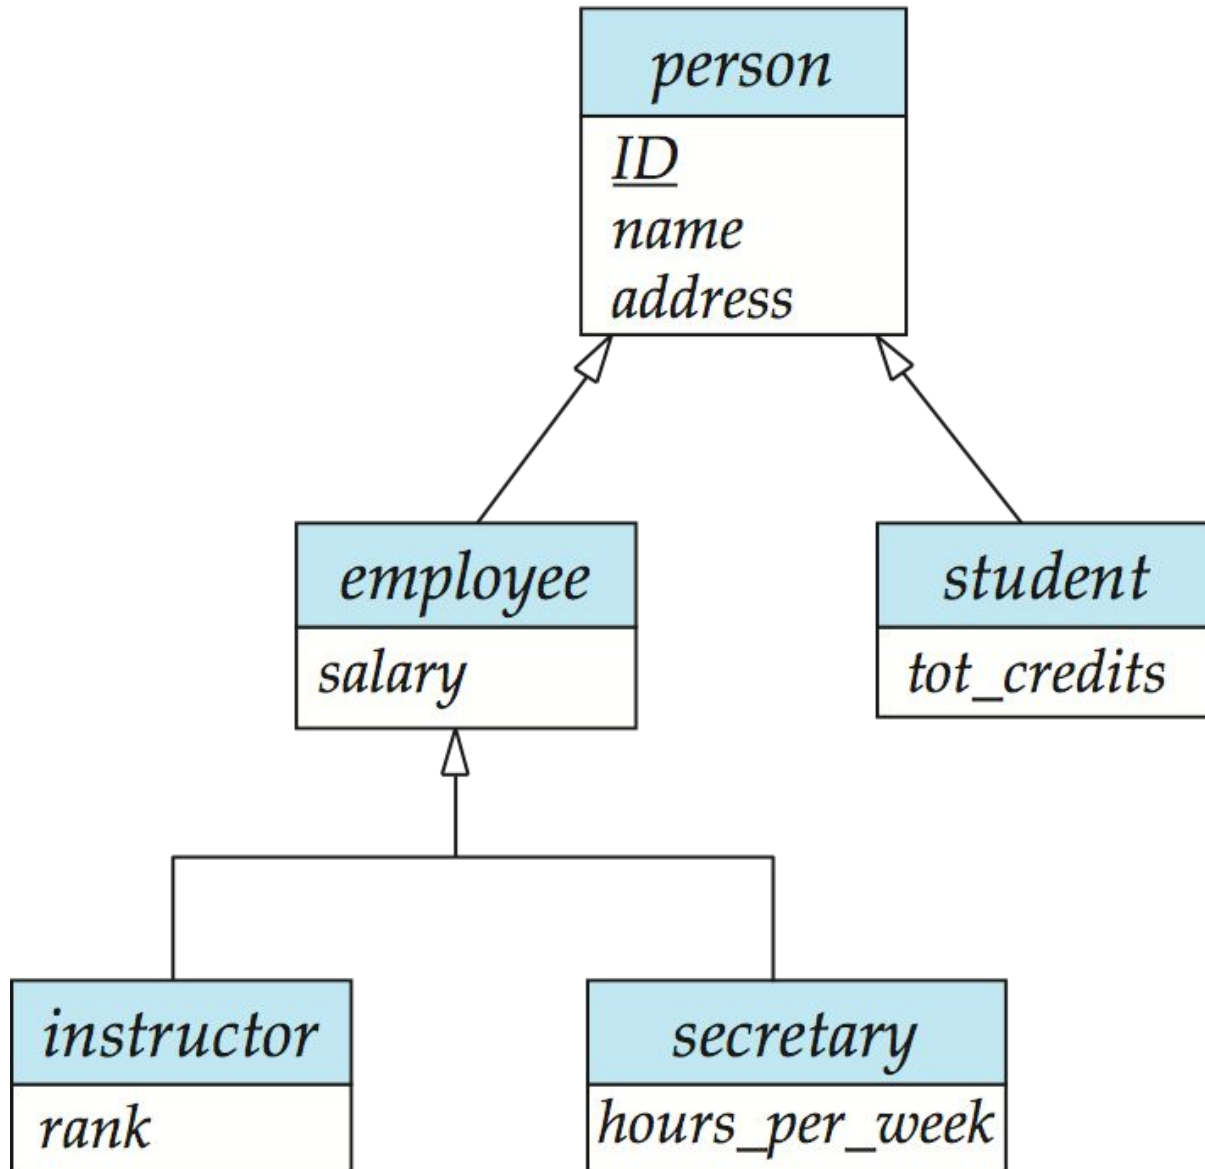 person
ID
name
address
employee
salary
student
tot_credits
instructor
rank
secretary
hours_per_week